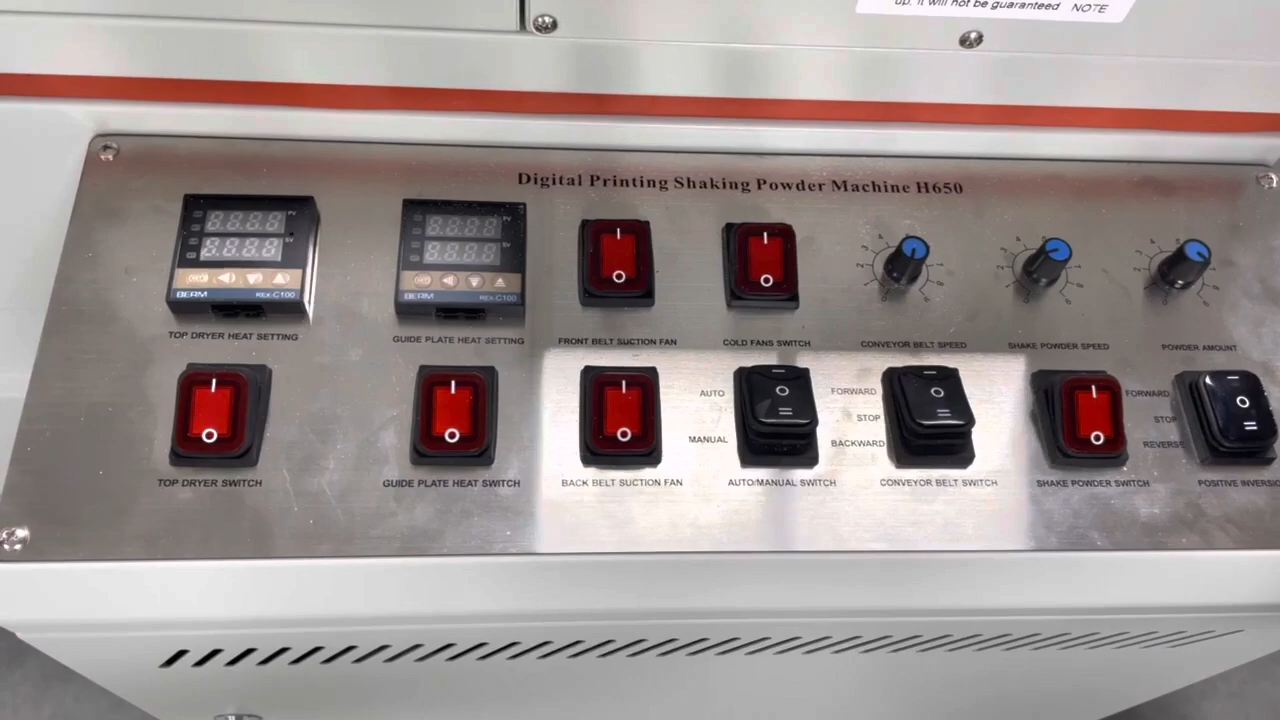 up. it will not be guaranteed NOTE
Digital Printing Shaking Powder Machine H650
PV
SV
BERM
REX-C100
PV
SV
BERM
REX-C100
TOP DRYER HEAT SETTING
GUIDE PLATE HEAT SETTING
FRONT BELT SUCTION FAN
COLD FANS SWITCH
CONVEYOR BELT SPEED
SHAKE POWDER SPEED
POWDER AMOUNT
AUTO
MANUAL
FORWARD
STOP
BACKWARD
FORWARD
STOP
REVERSE
TOP DRYER SWITCH
GUIDE PLATE HEAT SWITCH
BACK BELT SUCTION FAN
AUTO/MANUAL SWITCH
CONVEYOR BELT SWITCH
SHAKE POWDER SWITCH
POSITIVE INVERSIO